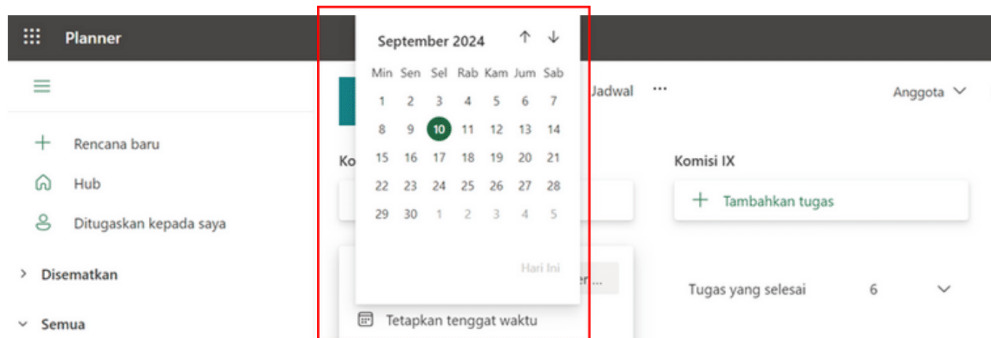 Planner
Rencana baru
Hub
Ditugaskan kepada saya
Disematkan
Semua
September 2024
Min Sen Sel Rab Kam Jum Sab
1 2 3 4 5 6 7
8 9 10 11 12 13 14
15 16 17 18 19 20 21
22 23 24 25 26 27 28
29 30 1 2 3 4 5
Hari Ini
Tetapkan tenggat waktu
Jadwal ...
Anggota
Ko
er ...
Komisi IX
+ Tambahkan tugas
Tugas yang selesai 6